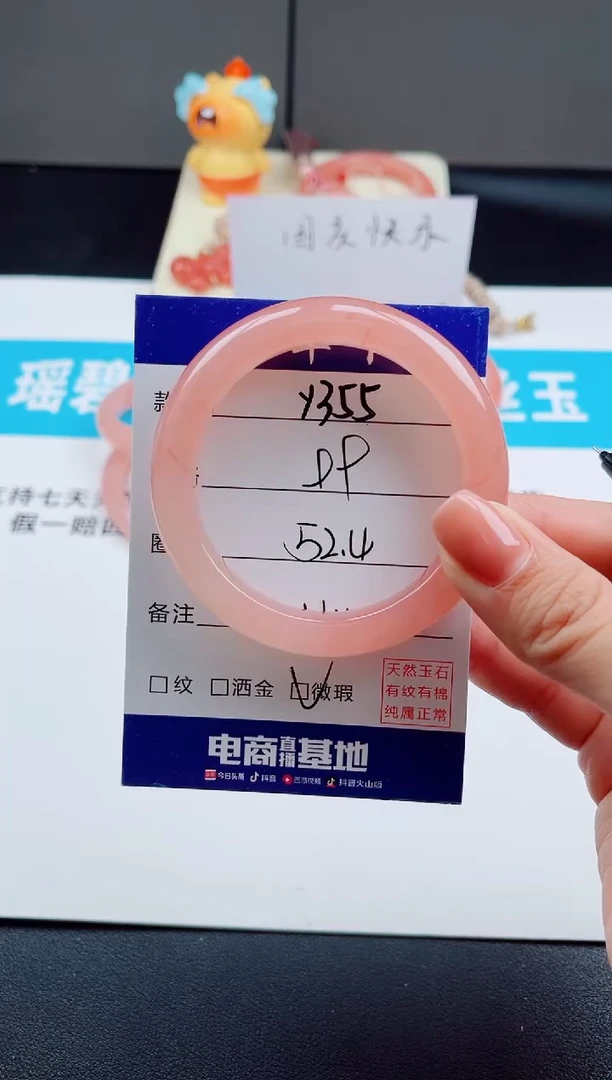 国庆快乐
瑶碧
丝玉
支持七天
假一赔四
款
Y355
DP
圈
52.4
备注
□纹 □洒金 □微瑕
天然玉石
有纹有棉
纯属正常
电商直播基地
今日头条 抖音 西瓜视频 抖音火山版